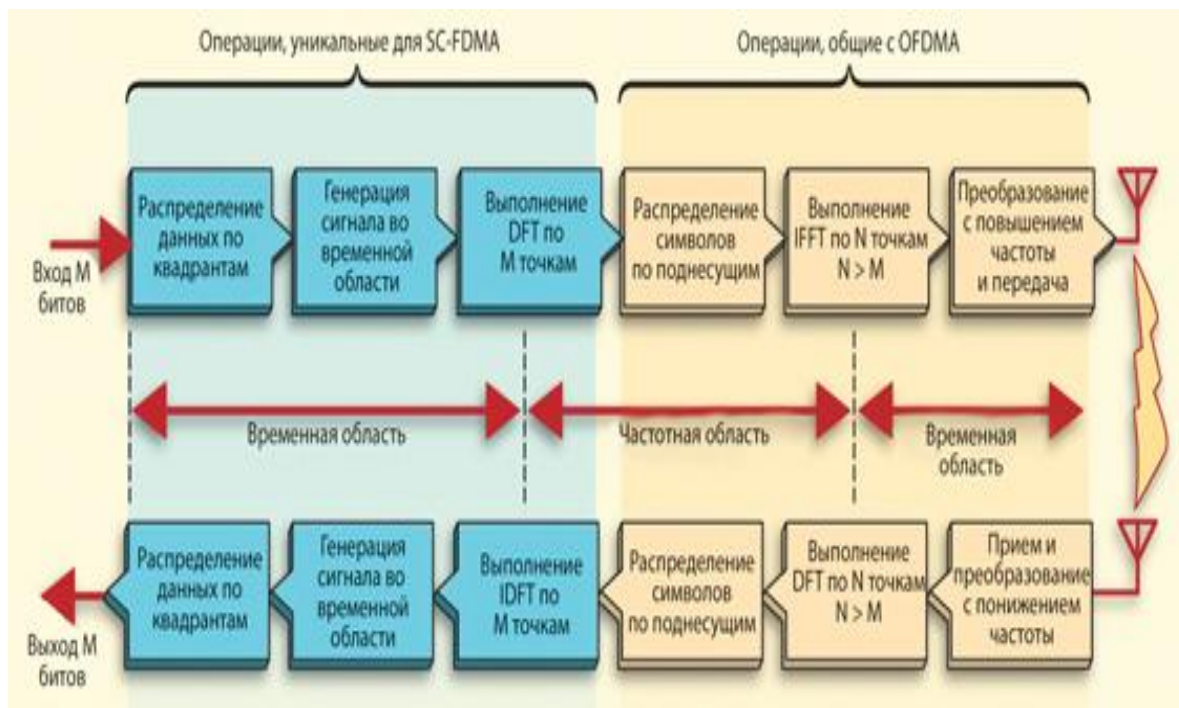 Операции, уникальные для SC-FDMA
Операции, общие с OFDMA
Вход М
битов
Распределение
данных по
квадрантам
Генерация
сигнала во
временной
области
Выполнение
DFT по
М точкам
Распределение
символов
по поднесущим
Выполнение
IFFT по N точкам
N > M
Преобразование
с повышением
частоты
и передача
Временная область
Частотная область
Временная
область
Выход М
битов
Распределение
данных по
квадрантам
Генерация
сигнала во
временной
области
Выполнение
IDFT по
М точкам
Распределение
символов
по поднесущим
Выполнение
DFT по N точкам
N > M
Прием и
преобразование
с понижением
частоты